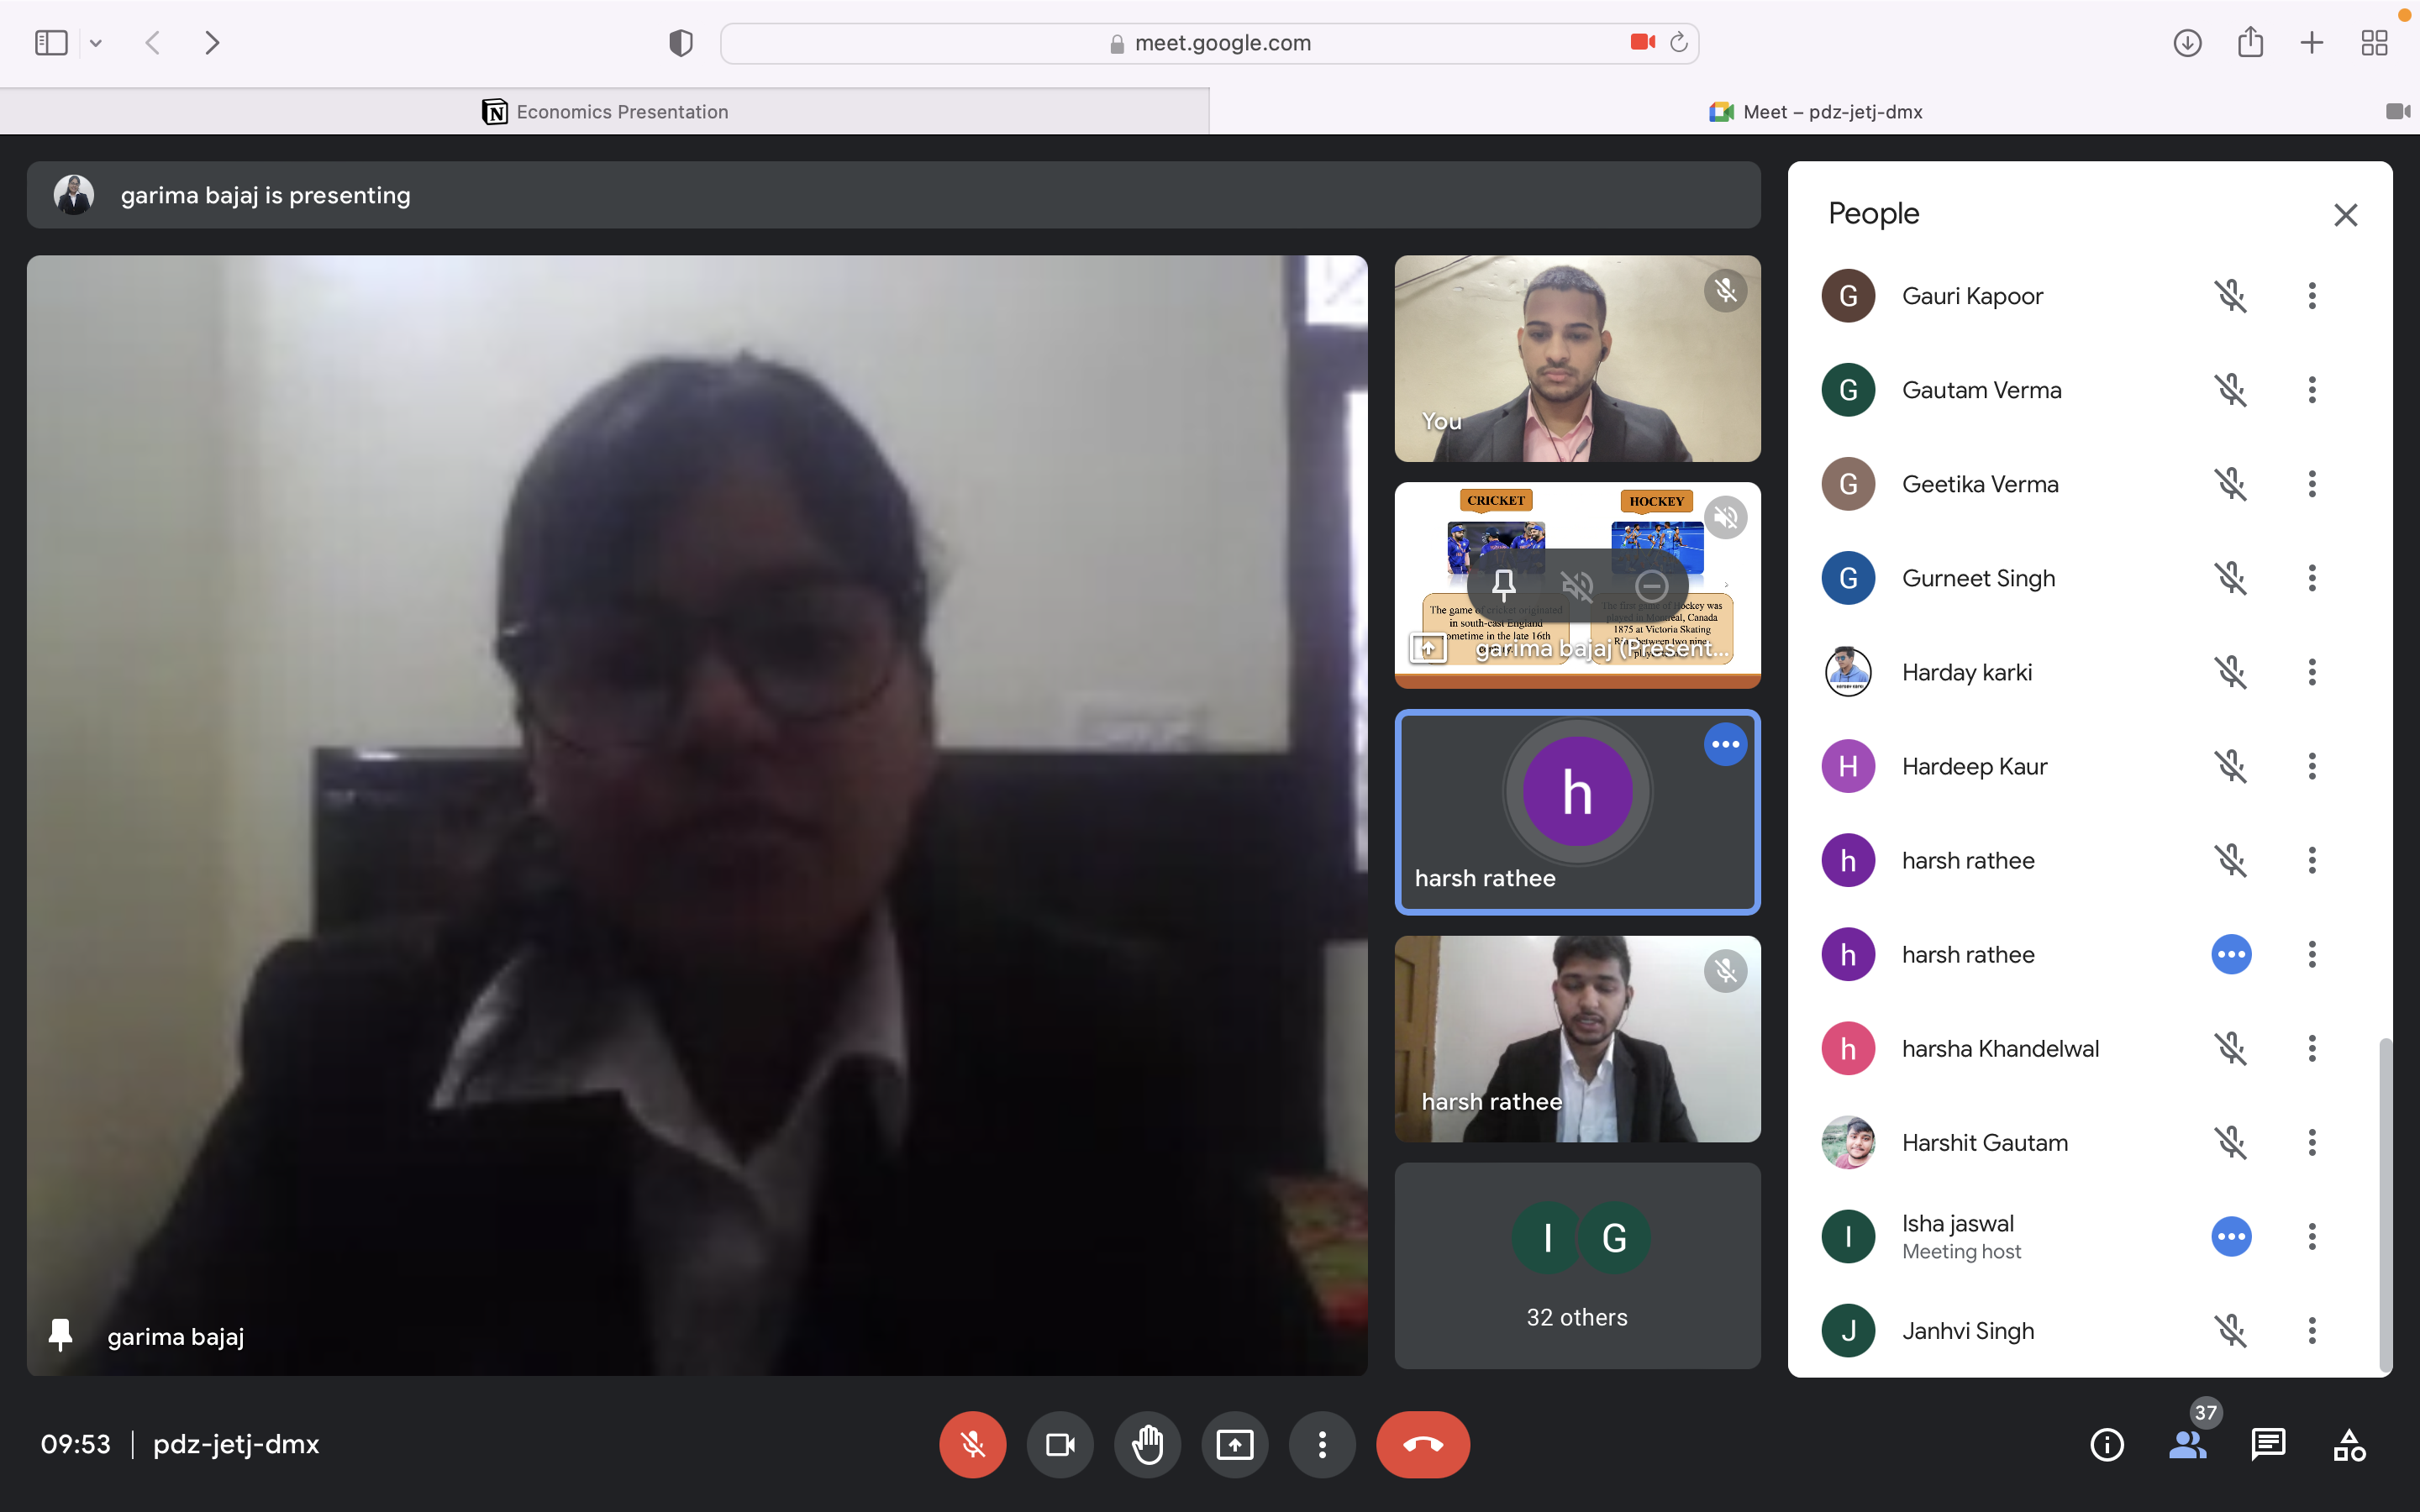 meet.google.com
N Economics Presentation
Meet – pdz-jetj-dmx
garima bajaj is presenting
garima bajaj
You
CRICKET
HOCKEY
The game of cricket originated
in south-east England
sometime in the late 16th
The first game of Hockey was
played in Montreal, Canada
1875 at Victoria Skating
Rink between two nine-
garima bajaj (Present...
h
harsh rathee
harsh rathee
I G
32 others
People
G Gauri Kapoor
G Gautam Verma
G Geetika Verma
G Gurneet Singh
Harday karki
H Hardeep Kaur
h harsh rathee
h harsh rathee
h harsha Khandelwal
Harshit Gautam
I Isha jaswal
Meeting host
J Janhvi Singh
09:53 | pdz-jetj-dmx
37